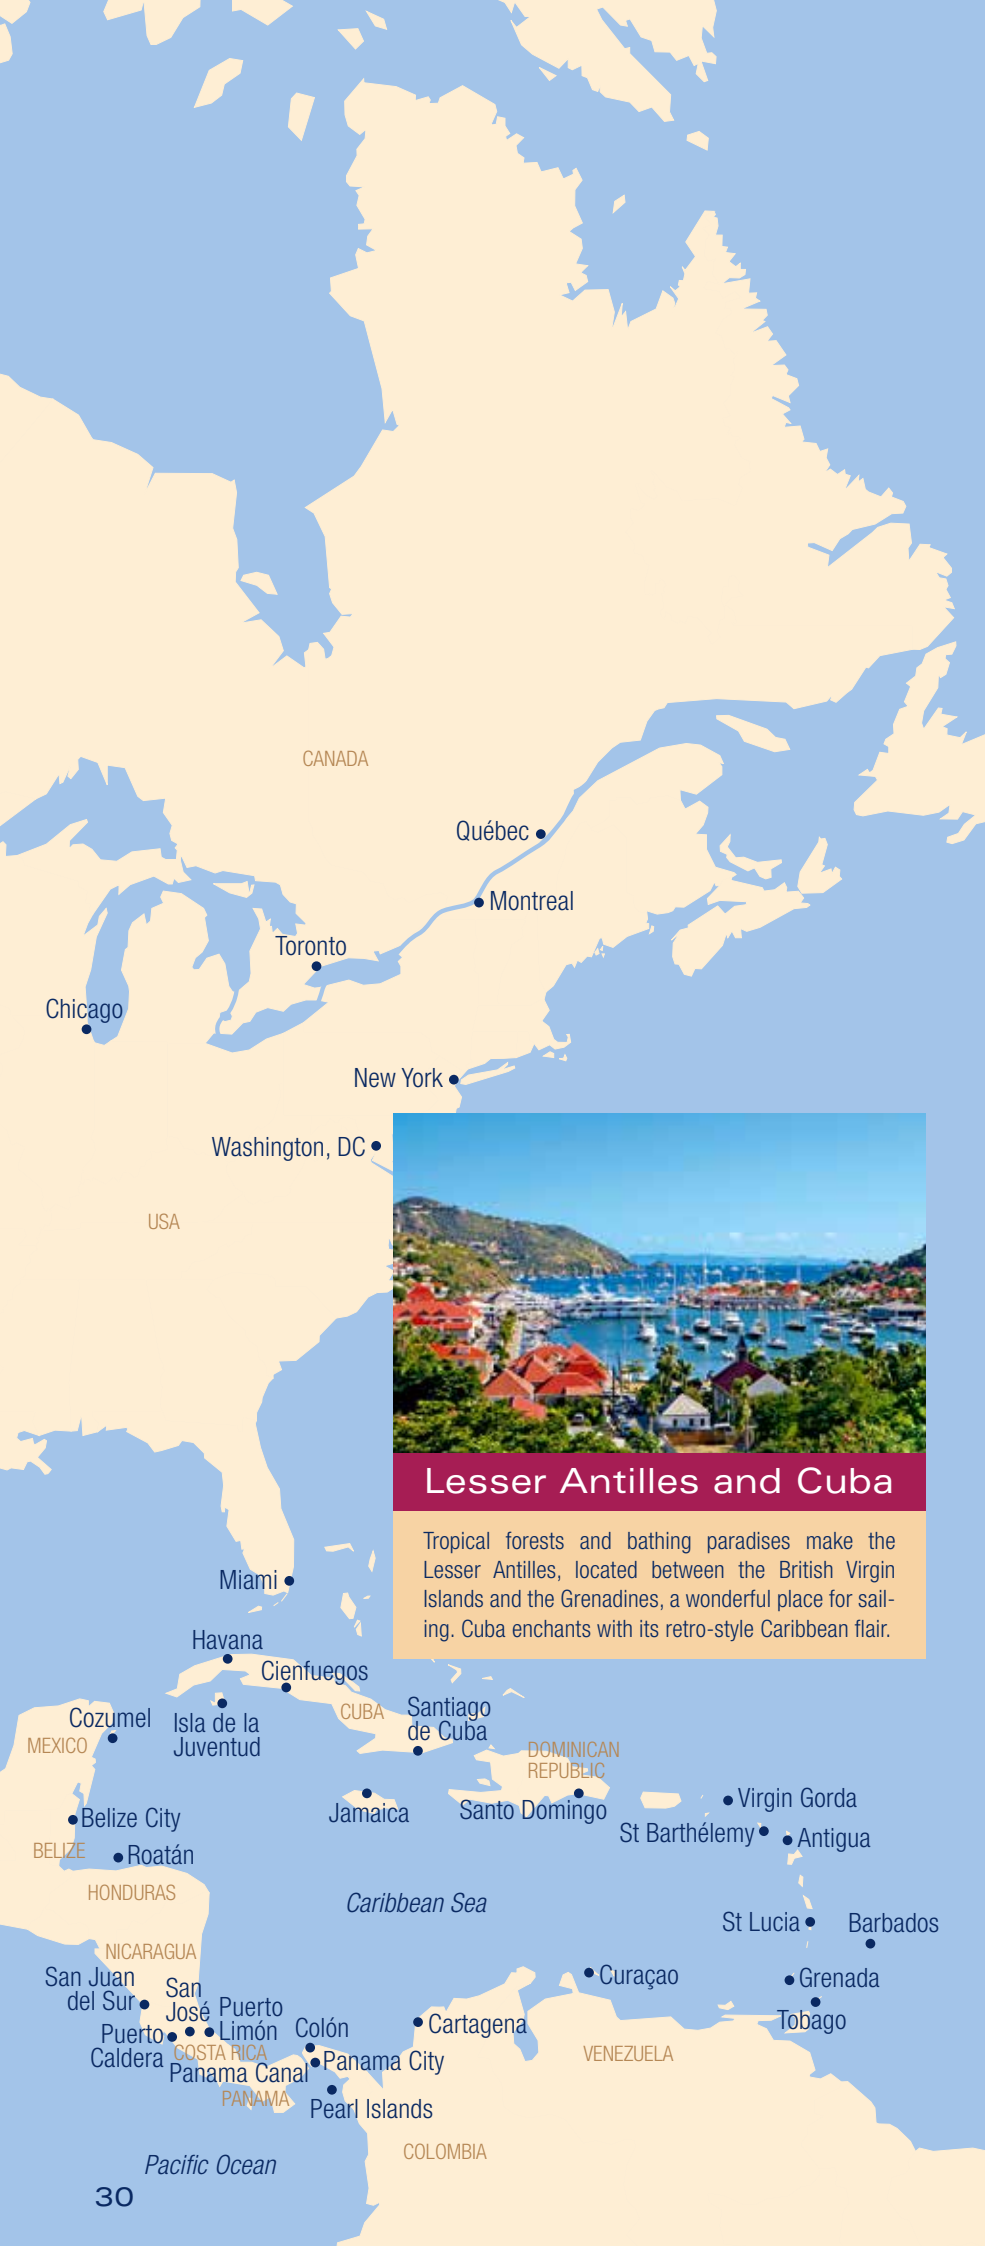 CANADA
Québec
Montreal
Toronto
Chicago
New York
Washington, DC
USA
Lesser Antilles and Cuba
Tropical forests and bathing paradises make the
Lesser Antilles, located between the British Virgin
Islands and the Grenadines, a wonderful place for sail-
ing. Cuba enchants with its retro-style Caribbean flair.
Miami
Havana
Cienfuegos
CUBA
Santiago
de Cuba
Cozumel
Isla de la
Juventud
MEXICO
DOMINICAN
REPUBLIC
Jamaica
Santo Domingo
Virgin Gorda
Belize City
St Barthélemy
Antigua
BELIZE
Roatán
HONDURAS
Caribbean Sea
St Lucia
Barbados
NICARAGUA
San Juan
del Sur
San
José
Curaçao
Grenada
Puerto
Limón
Colón
Cartagena
Tobago
Puerto
Caldera
COSTA RICA
VENEZUELA
Panama Canal
Panama City
PANAMA
Pearl Islands
COLOMBIA
Pacific Ocean
30